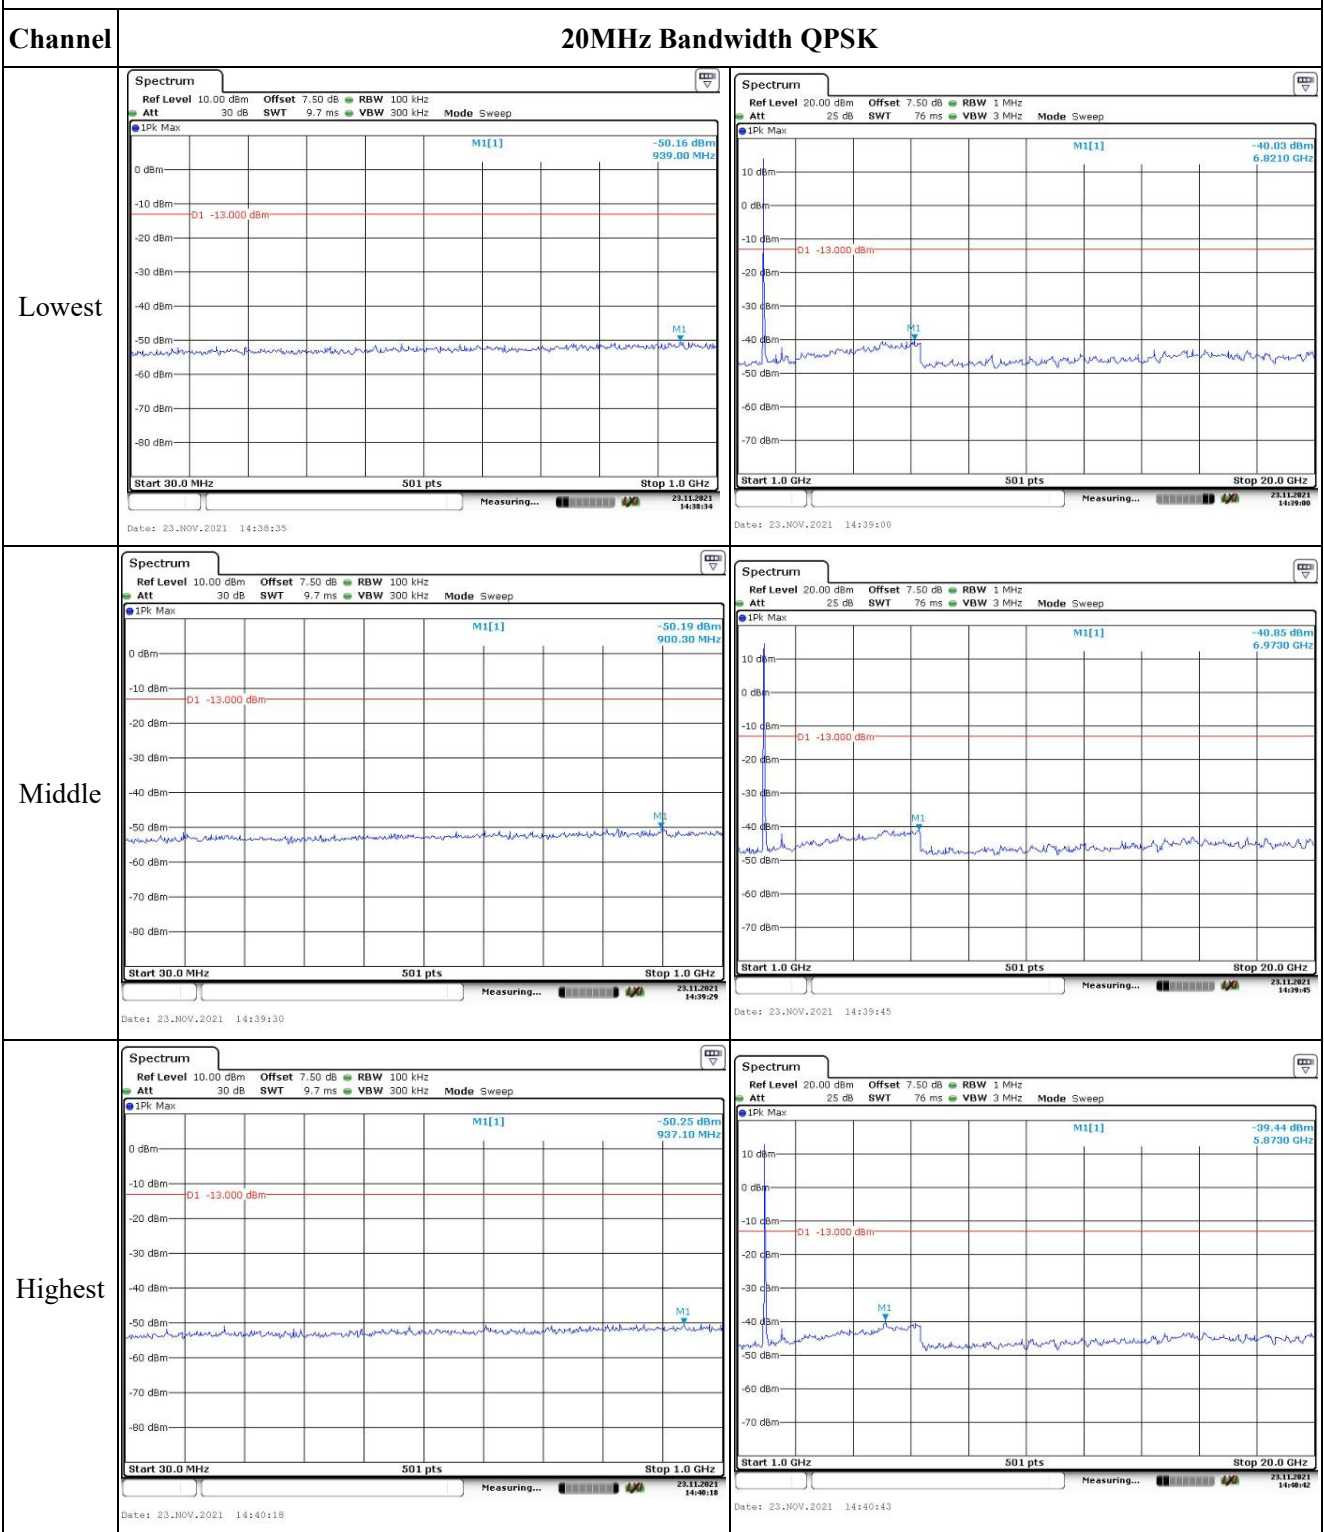 Channel 20MHz Bandwidth QPSK
Lowest
Spectrum
Ref Level 10.00 dBm Offset 7.50 dB RBW 100 kHz
Att 30 dB SWT 9.7 ms VBW 300 kHz Mode Sweep
1Pk Max
M1[1] -50.16 dBm
939.00 MHz
0 dBm
-10 dBm
D1 -13.000 dBm
-20 dBm
-30 dBm
-40 dBm
M1
-50 dBm
-60 dBm
-70 dBm
-80 dBm
Start 30.0 MHz 501 pts Stop 1.0 GHz
Measuring... 23.11.2021
14:38:34
Date: 23.NOV.2021 14:38:35
Spectrum
Ref Level 20.00 dBm Offset 7.50 dB RBW 1 MHz
Att 25 dB SWT 76 ms VBW 3 MHz Mode Sweep
1Pk Max
M1[1] -40.03 dBm
6.8210 GHz
10 dBm
0 dBm
-10 dBm
D1 -13.000 dBm
-20 dBm
-30 dBm
M1
-40 dBm
-50 dBm
-60 dBm
-70 dBm
Start 1.0 GHz 501 pts Stop 20.0 GHz
Measuring... 23.11.2021
14:39:00
Date: 23.NOV.2021 14:39:00
Middle
Spectrum
Ref Level 10.00 dBm Offset 7.50 dB RBW 100 kHz
Att 30 dB SWT 9.7 ms VBW 300 kHz Mode Sweep
1Pk Max
M1[1] -50.19 dBm
900.30 MHz
0 dBm
-10 dBm
D1 -13.000 dBm
-20 dBm
-30 dBm
-40 dBm
M1
-50 dBm
-60 dBm
-70 dBm
-80 dBm
Start 30.0 MHz 501 pts Stop 1.0 GHz
Measuring... 23.11.2021
14:39:29
Date: 23.NOV.2021 14:39:30
Spectrum
Ref Level 20.00 dBm Offset 7.50 dB RBW 1 MHz
Att 25 dB SWT 76 ms VBW 3 MHz Mode Sweep
1Pk Max
M1[1] -40.85 dBm
6.9730 GHz
10 dBm
0 dBm
-10 dBm
D1 -13.000 dBm
-20 dBm
-30 dBm
M1
-40 dBm
-50 dBm
-60 dBm
-70 dBm
Start 1.0 GHz 501 pts Stop 20.0 GHz
Measuring... 23.11.2021
14:39:45
Date: 23.NOV.2021 14:39:45
Highest
Spectrum
Ref Level 10.00 dBm Offset 7.50 dB RBW 100 kHz
Att 30 dB SWT 9.7 ms VBW 300 kHz Mode Sweep
1Pk Max
M1[1] -50.25 dBm
937.10 MHz
0 dBm
-10 dBm
D1 -13.000 dBm
-20 dBm
-30 dBm
-40 dBm
M1
-50 dBm
-60 dBm
-70 dBm
-80 dBm
Start 30.0 MHz 501 pts Stop 1.0 GHz
Measuring... 23.11.2021
14:40:18
Date: 23.NOV.2021 14:40:18
Spectrum
Ref Level 20.00 dBm Offset 7.50 dB RBW 1 MHz
Att 25 dB SWT 76 ms VBW 3 MHz Mode Sweep
1Pk Max
M1[1] -39.44 dBm
5.8730 GHz
10 dBm
0 dBm
-10 dBm
D1 -13.000 dBm
-20 dBm
-30 dBm
M1
-40 dBm
-50 dBm
-60 dBm
-70 dBm
Start 1.0 GHz 501 pts Stop 20.0 GHz
Measuring... 23.11.2021
14:40:42
Date: 23.NOV.2021 14:40:43